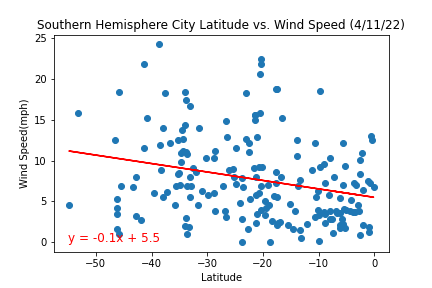 Southern Hemisphere City Latitude vs. Wind Speed (4/11/22)
25
20
15
10
5
0
Wind Speed(mph)
y = -0.1x + 5.5
−50 −40 −30 −20 −10 0
Latitude